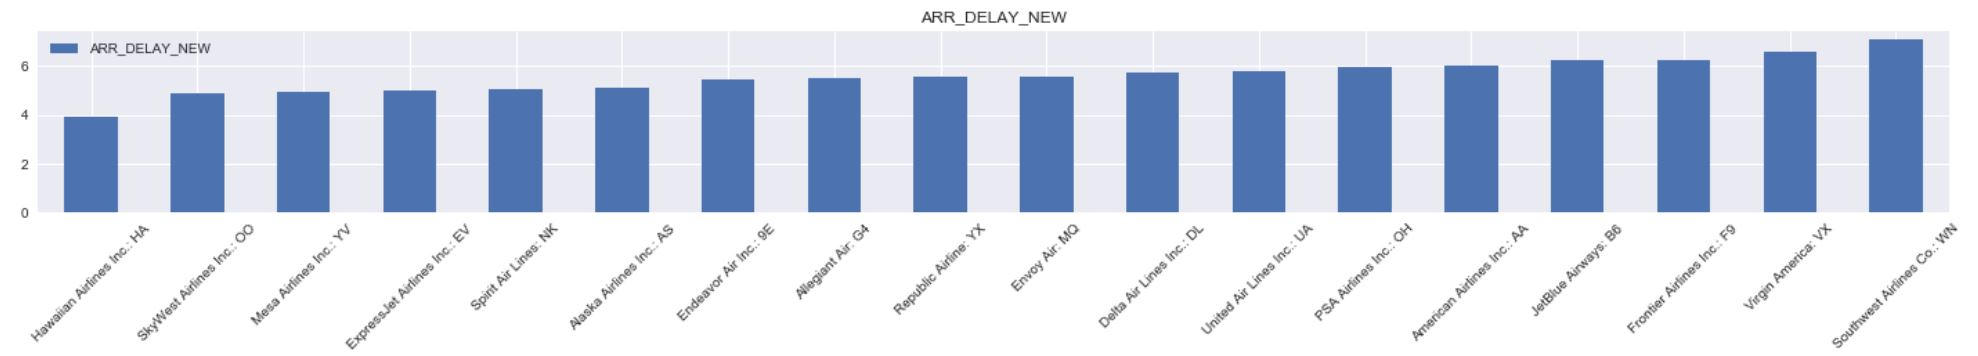 ARR_DELAY_NEW
ARR_DELAY_NEW
6
4
2
0
Hawaiian Airlines Inc.: HA
SkyWest Airlines Inc.: OO
Mesa Airlines Inc.: YV
ExpressJet Airlines Inc.: EV
Spirit Air Lines: NK
Alaska Airlines Inc.: AS
Endeavor Air Inc.: 9E
Allegiant Air: G4
Republic Airline: YX
Envoy Air: MQ
Delta Air Lines Inc.: DL
United Air Lines Inc.: UA
PSA Airlines Inc.: OH
American Airlines Inc.: AA
JetBlue Airways: B6
Frontier Airlines Inc.: F9
Virgin America: VX
Southwest Airlines Co.: WN